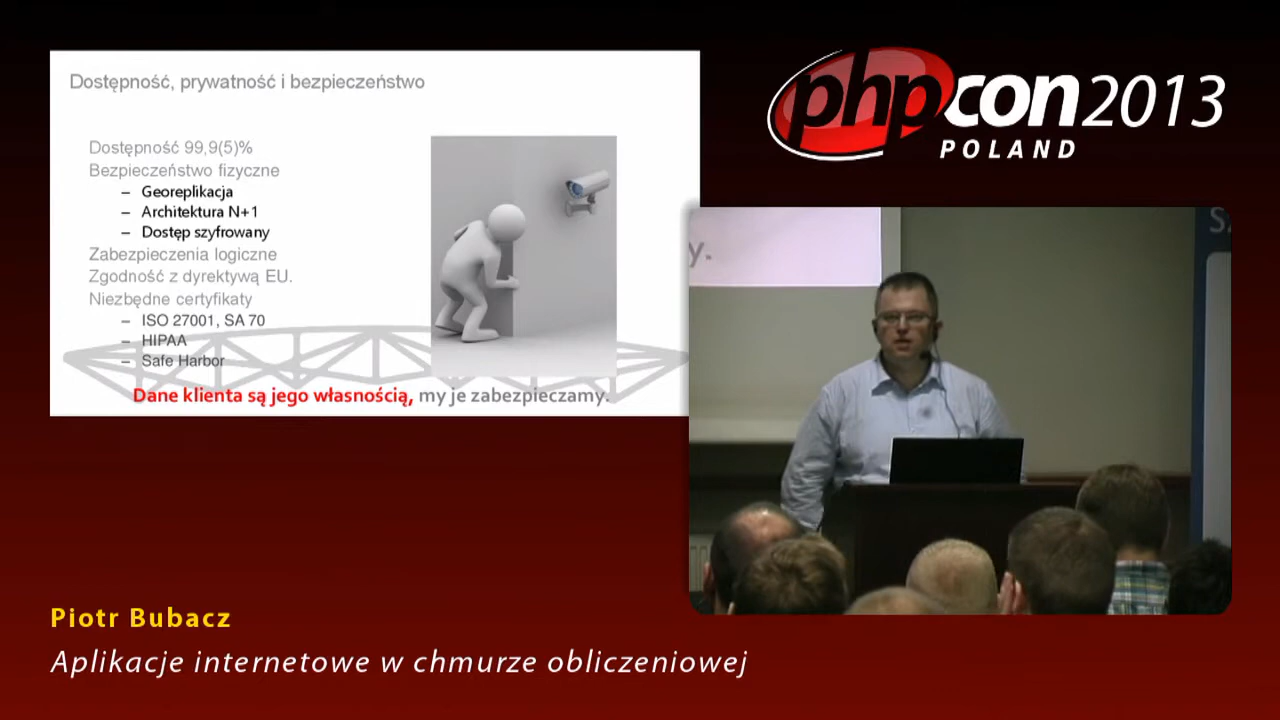 Dostępność, prywatność i bezpieczeństwo
Dostępność 99,9(5)%
Bezpieczeństwo fizyczne
– Georeplikacja
– Architektura N+1
– Dostęp szyfrowany
Zabezpieczenia logiczne
Zgodność z dyrektywą EU.
Niezbędne certyfikaty
– ISO 27001, SA 70
– HIPAA
– Safe Harbor
Dane klienta są jego własnością, my je zabezpieczamy.
phpcon2013
POLAND
y.
Piotr Bubacz
Aplikacje internetowe w chmurze obliczeniowej